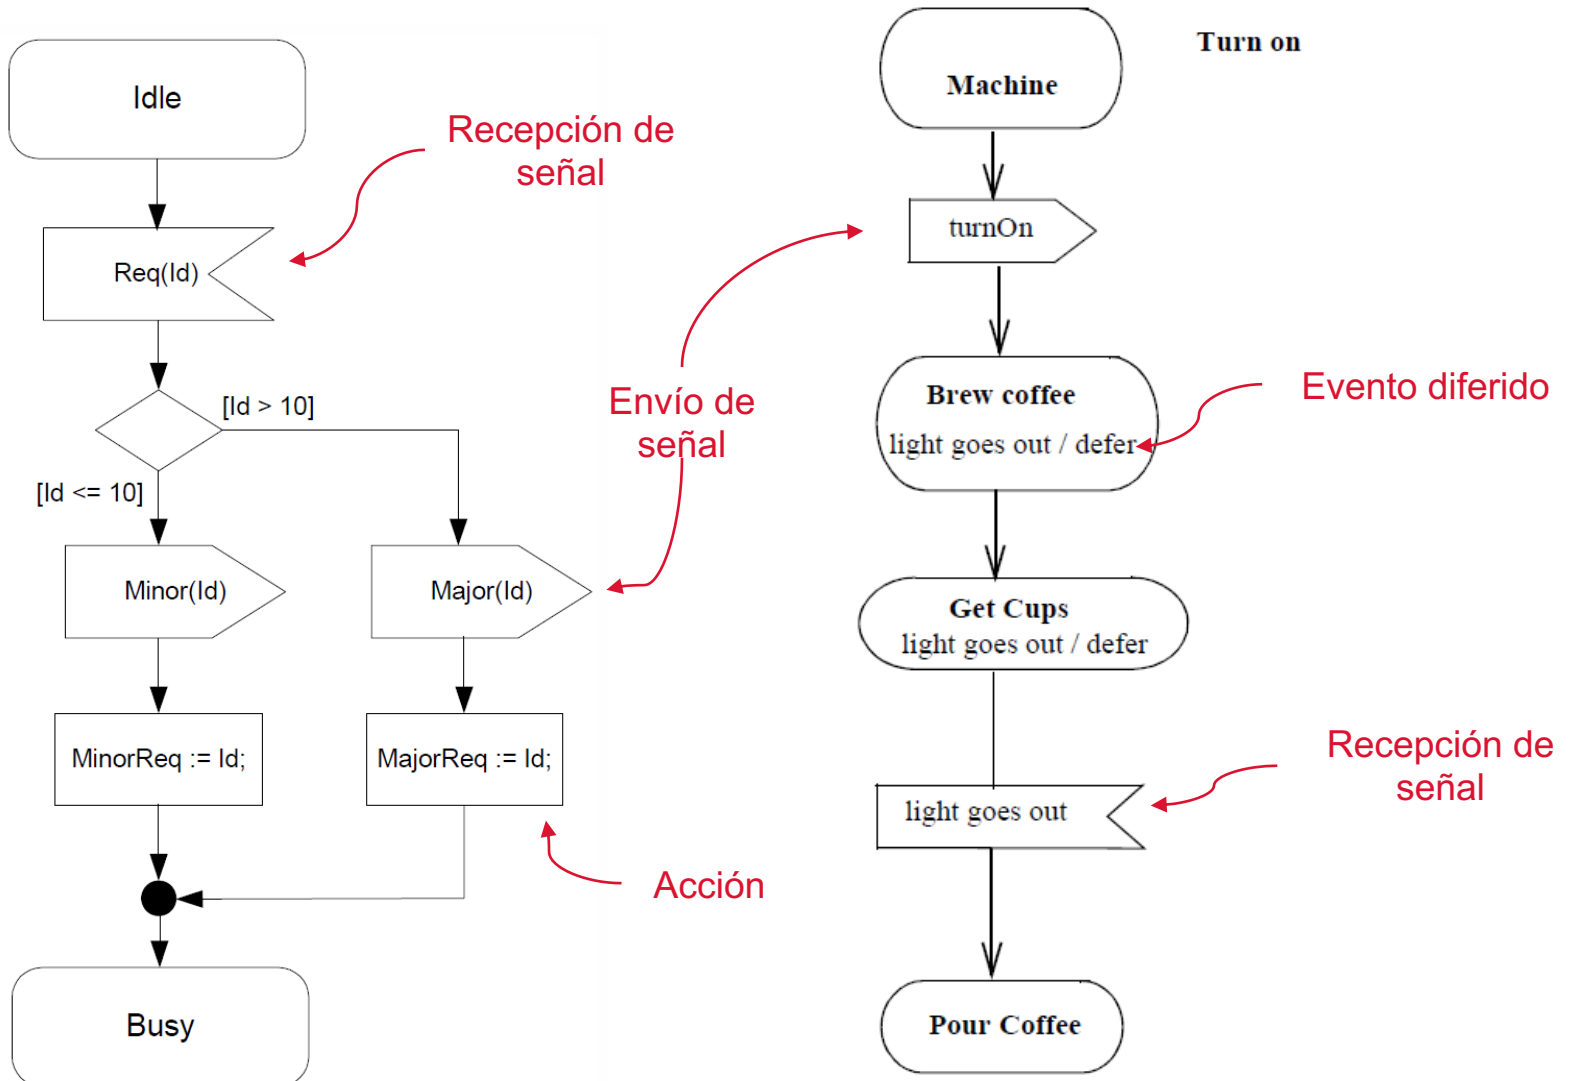 Idle
Recepción de
señal
Req(Id)
[Id > 10]
[Id <= 10]
Minor(Id)
Major(Id)
MinorReq := Id;
MajorReq := Id;
Acción
Busy
Envío de
señal
Turn on
Machine
turnOn
Brew coffee
light goes out / defer
Evento diferido
Get Cups
light goes out / defer
Recepción de
señal
light goes out
Pour Coffee